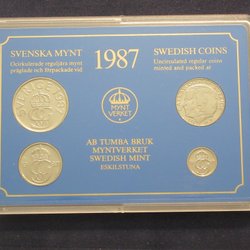 SVENSKA MYNT
Ocirkulerade reguljära mynt
präglade och förpackade vid
1987
SWEDISH COINS
Uncirculated regular coins
minted and packed at
MYNT
VERKET
SVERIGE
AB TUMBA BRUK
MYNTVERKET
SWEDISH MINT
ESKILSTUNA